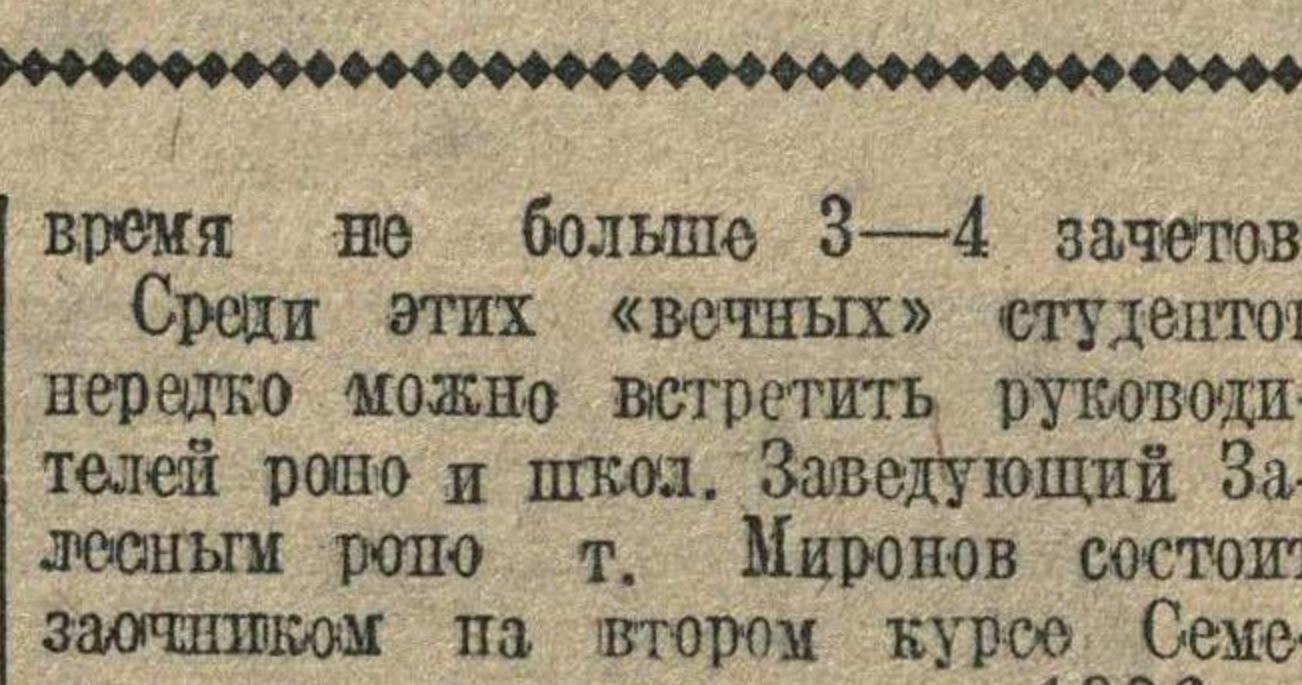 время не больше 3—4 зачетов
Среди этих «вечных» студентов
нередко можно встретить руководи-
телей роно и школ. Заведующий За-
лесным роно т. Миронов состоит
заочником на втором курсе Семе-